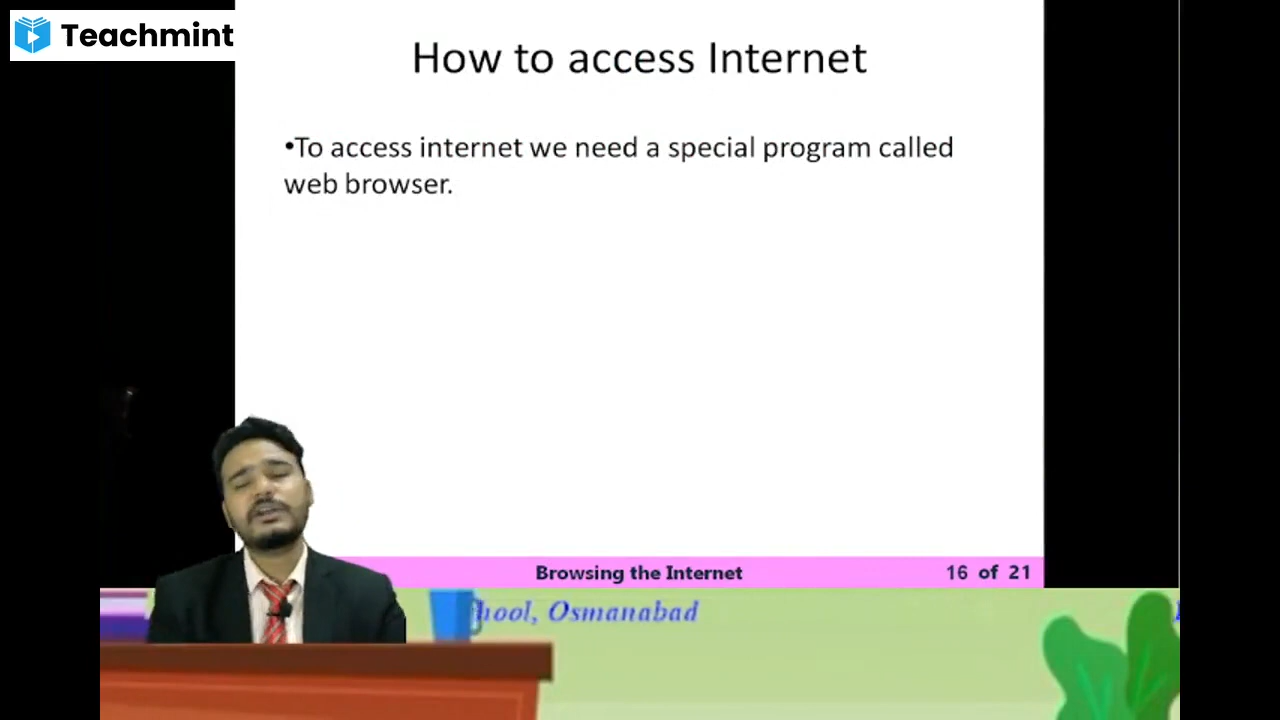 Teachmint
How to access Internet
•To access internet we need a special program called
web browser.
Browsing the Internet
16 of 21
hool, Osmanabad